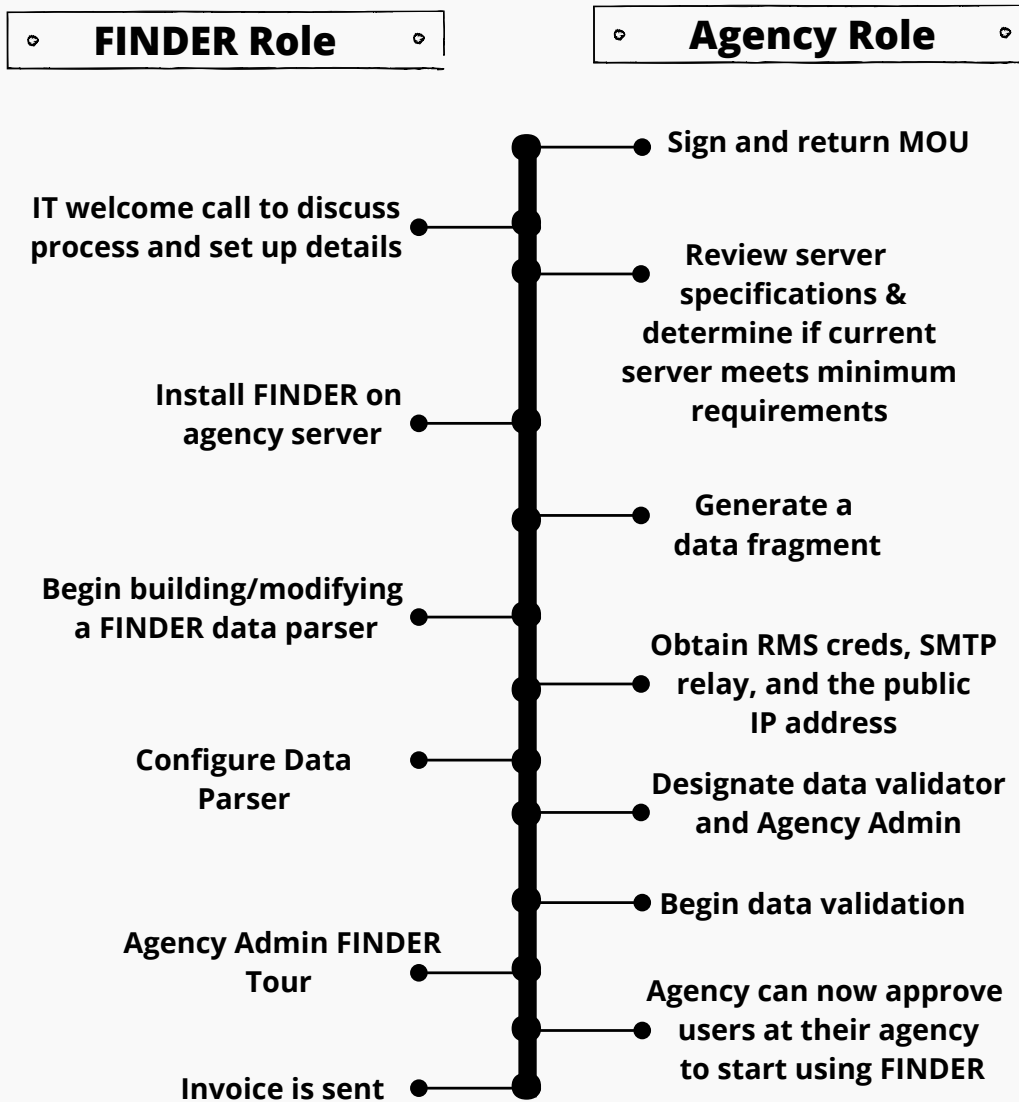 FINDER Role
Agency Role
Sign and return MOU
IT welcome call to discuss
process and set up details
Review server
specifications &
determine if current
server meets minimum
requirements
Install FINDER on
agency server
Generate a
data fragment
Begin building/modifying
a FINDER data parser
Obtain RMS creds, SMTP
relay, and the public
IP address
Configure Data
Parser
Designate data validator
and Agency Admin
Begin data validation
Agency Admin FINDER
Tour
Agency can now approve
users at their agency
to start using FINDER
Invoice is sent